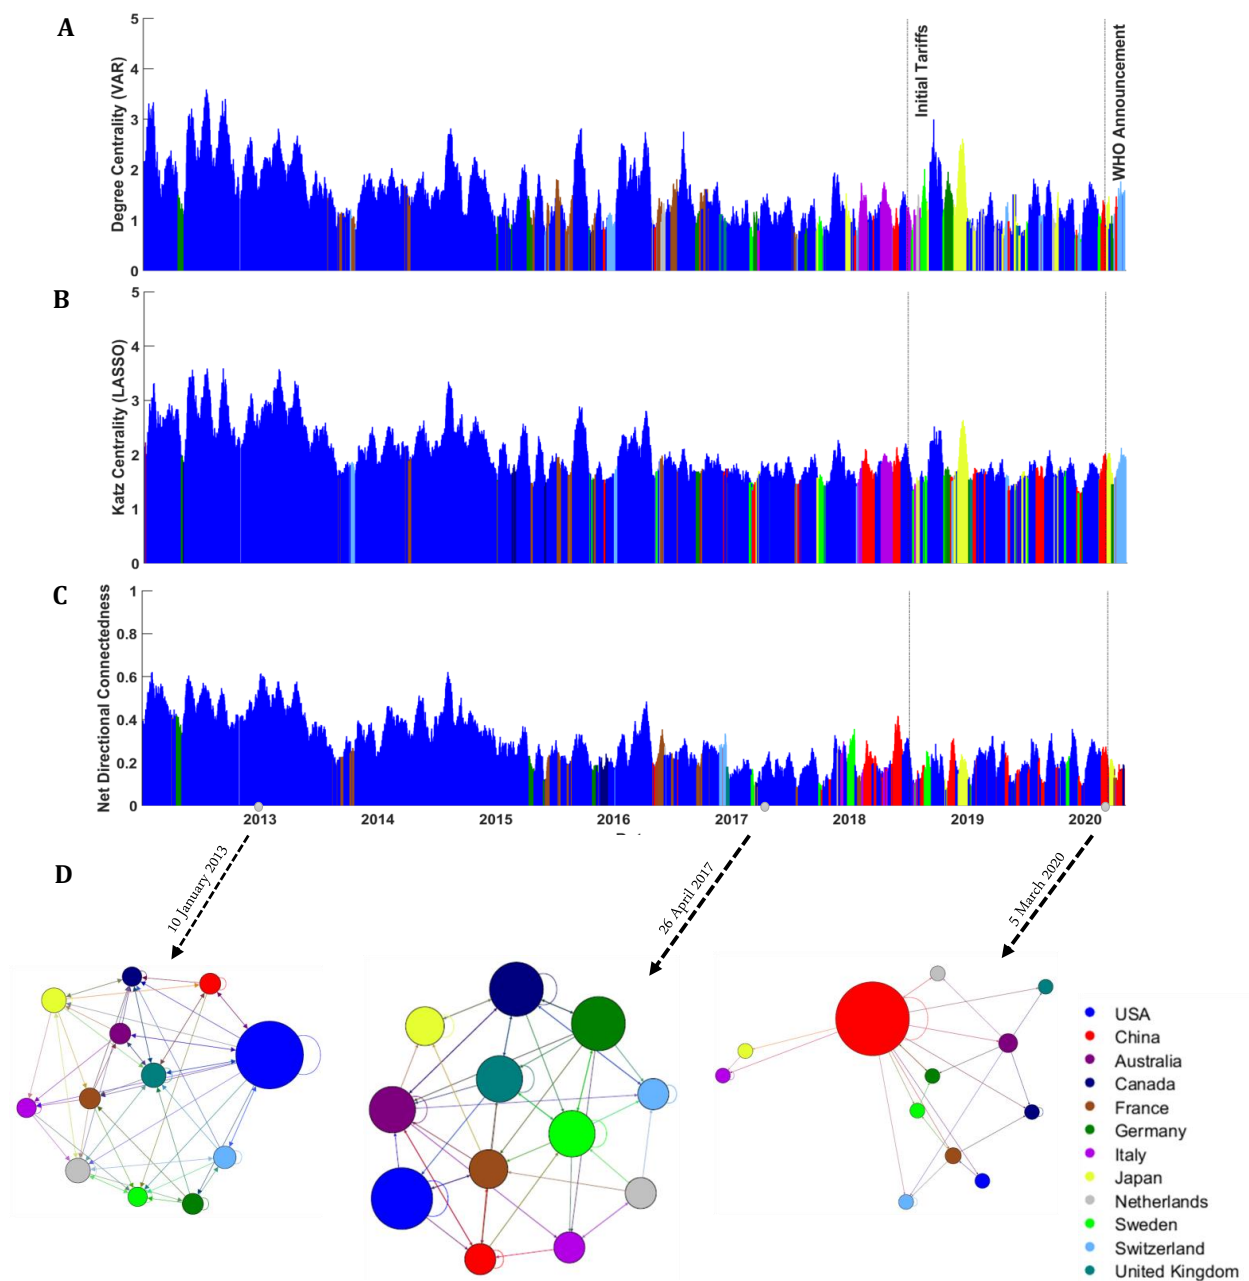 A
Degree Centrality (VAR)
5
4
3
2
1
0
Initial Tariffs
WHO Announcement
B
Katz Centrality (LASSO)
5
4
3
2
1
0
C
Net Directional Connectedness
1
0.8
0.6
0.4
0.2
0
2013 2014 2015 2016 2017 2018 2019 2020
D
10 January 2013
26 April 2017
5 March 2020
USA
China
Australia
Canada
France
Germany
Italy
Japan
Netherlands
Sweden
Switzerland
United Kingdom